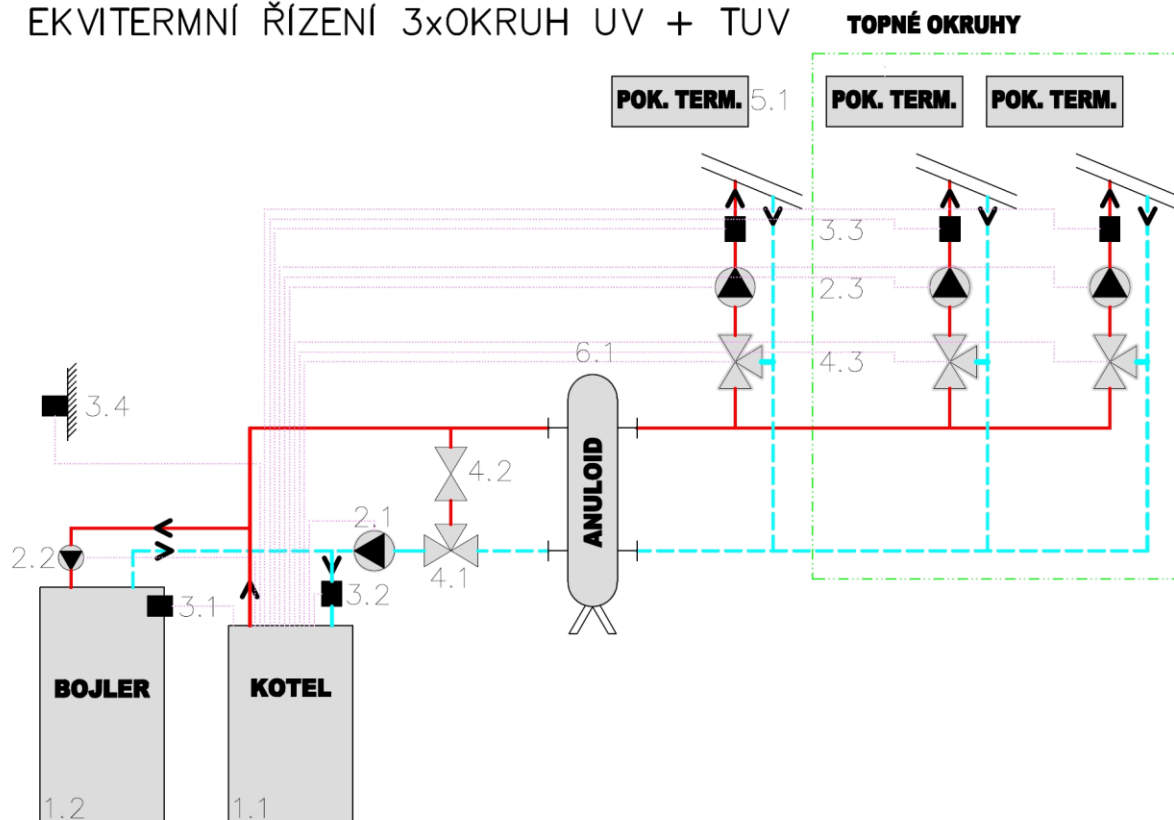 EKVITERMNÍ ŘÍZENÍ 3xOKRUH UV + TUV
TOPNÉ OKRUHY
POK. TERM.
5.1
POK. TERM.
POK. TERM.
3.3
2.3
6.1
4.3
3.4
4.2
ANULOID
2.1
2.2
4.1
3.1
3.2
BOJLER
KOTEL
1.2
1.1